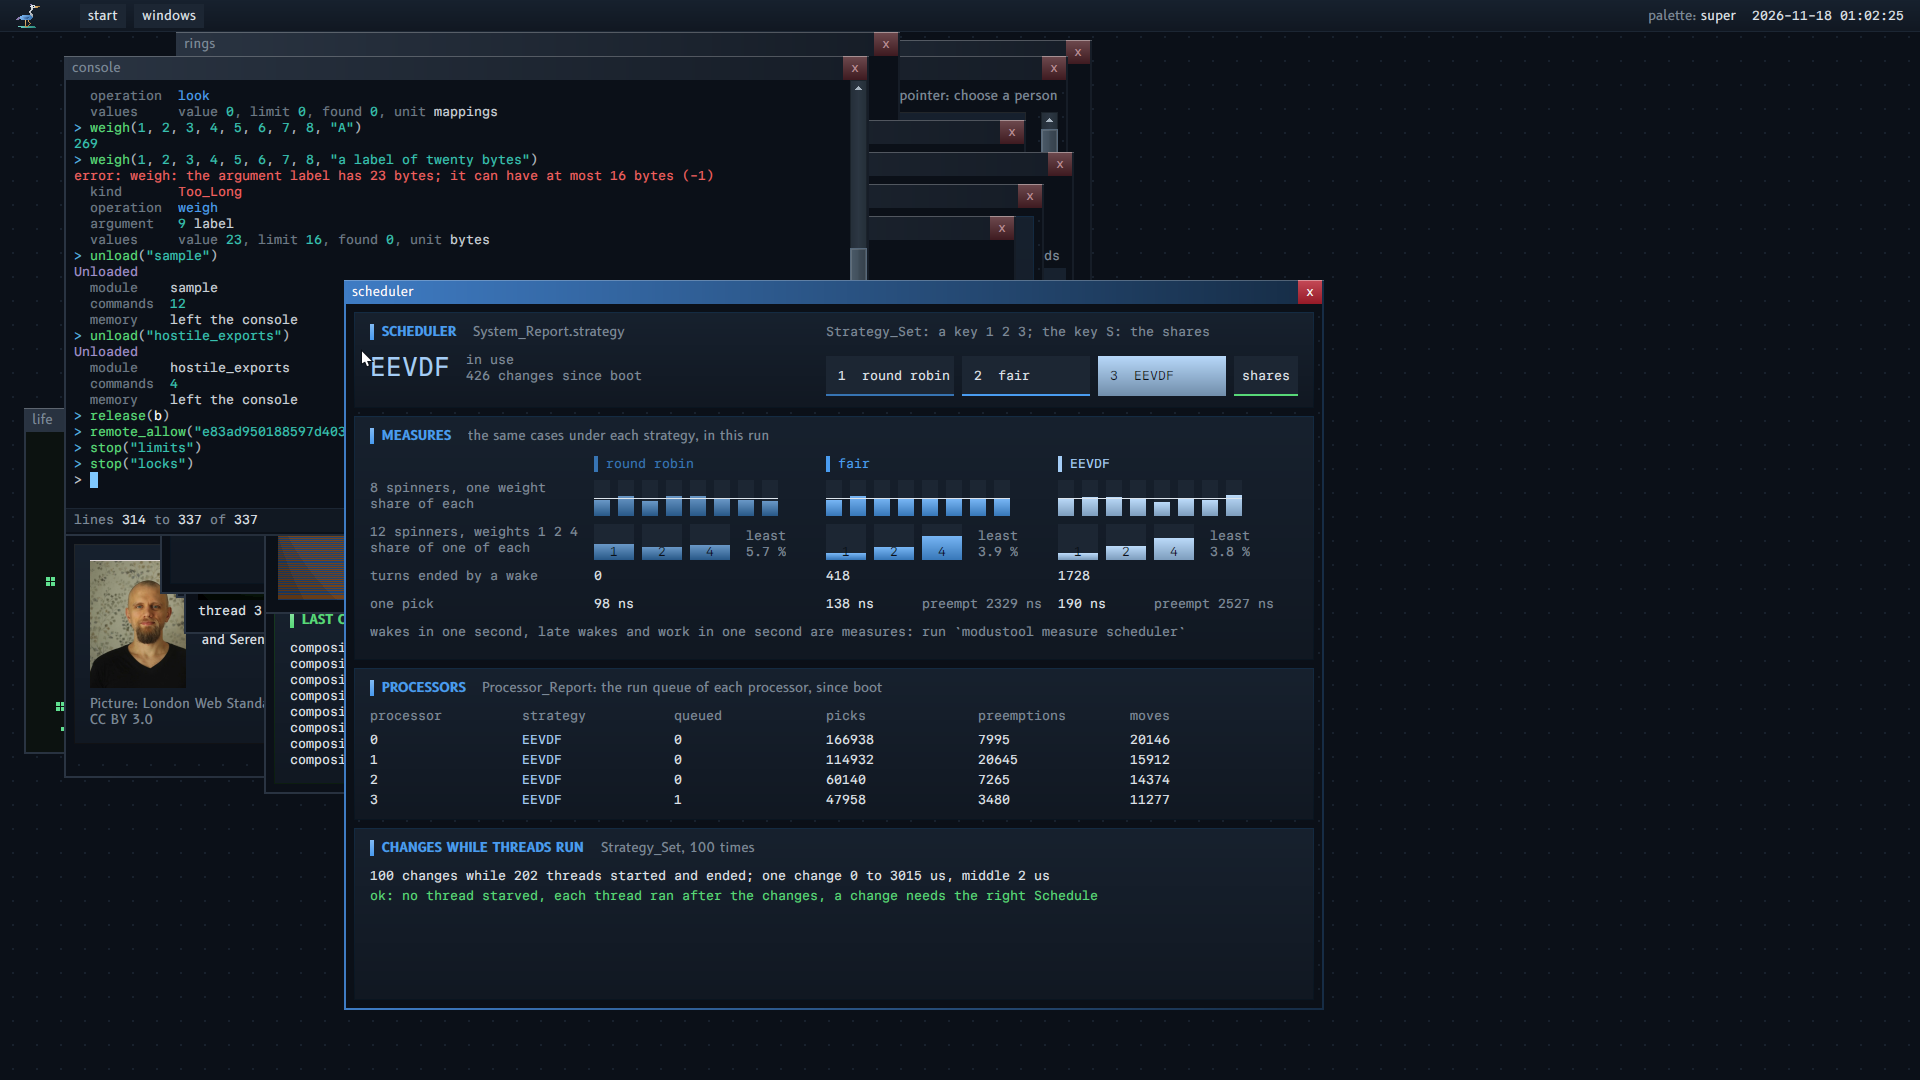 start windows palette: super 2026-11-18 01:02:25
rings x
x
console x
x
operation look
values value 0, limit 0, found 0, unit mappings
pointer: choose a person
> weigh(1, 2, 3, 4, 5, 6, 7, 8, "A")
x
269
> weigh(1, 2, 3, 4, 5, 6, 7, 8, "a label of twenty bytes")
x
error: weigh: the argument label has 23 bytes; it can have at most 16 bytes (-1)
kind Too_Long
x
operation weigh
argument 9 label
x
values value 23, limit 16, found 0, unit bytes
> unload("sample")
ds
Unloaded
module sample
commands 12
memory left the console
> unload("hostile_exports")
Unloaded
module hostile_exports
commands 4
memory left the console
> release(b)
> remote_allow("e83ad950188597d403
> stop("limits")
> stop("locks")
>
lines 314 to 337 of 337
life
thread 3
and Seren
Picture: London Web Standa
CC BY 3.0
LAST C
composi
composi
composi
composi
composi
composi
composi
composi
scheduler x
SCHEDULER System_Report.strategy Strategy_Set: a key 1 2 3; the key S: the shares
EEVDF in use
426 changes since boot
1 round robin 2 fair 3 EEVDF shares
MEASURES the same cases under each strategy, in this run
round robin fair EEVDF
8 spinners, one weight
share of each
12 spinners, weights 1 2 4
share of one of each
1 2 4 least 5.7 % 1 2 4 least 3.9 % 1 2 4 least 3.8 %
turns ended by a wake 0 418 1728
one pick 98 ns 138 ns preempt 2329 ns 190 ns preempt 2527 ns
wakes in one second, late wakes and work in one second are measures: run `modustool measure scheduler`
PROCESSORS Processor_Report: the run queue of each processor, since boot
processor strategy queued picks preemptions moves
0 EEVDF 0 166938 7995 20146
1 EEVDF 0 114932 20645 15912
2 EEVDF 0 60140 7265 14374
3 EEVDF 1 47958 3480 11277
CHANGES WHILE THREADS RUN Strategy_Set, 100 times
100 changes while 202 threads started and ended; one change 0 to 3015 us, middle 2 us
ok: no thread starved, each thread ran after the changes, a change needs the right Schedule